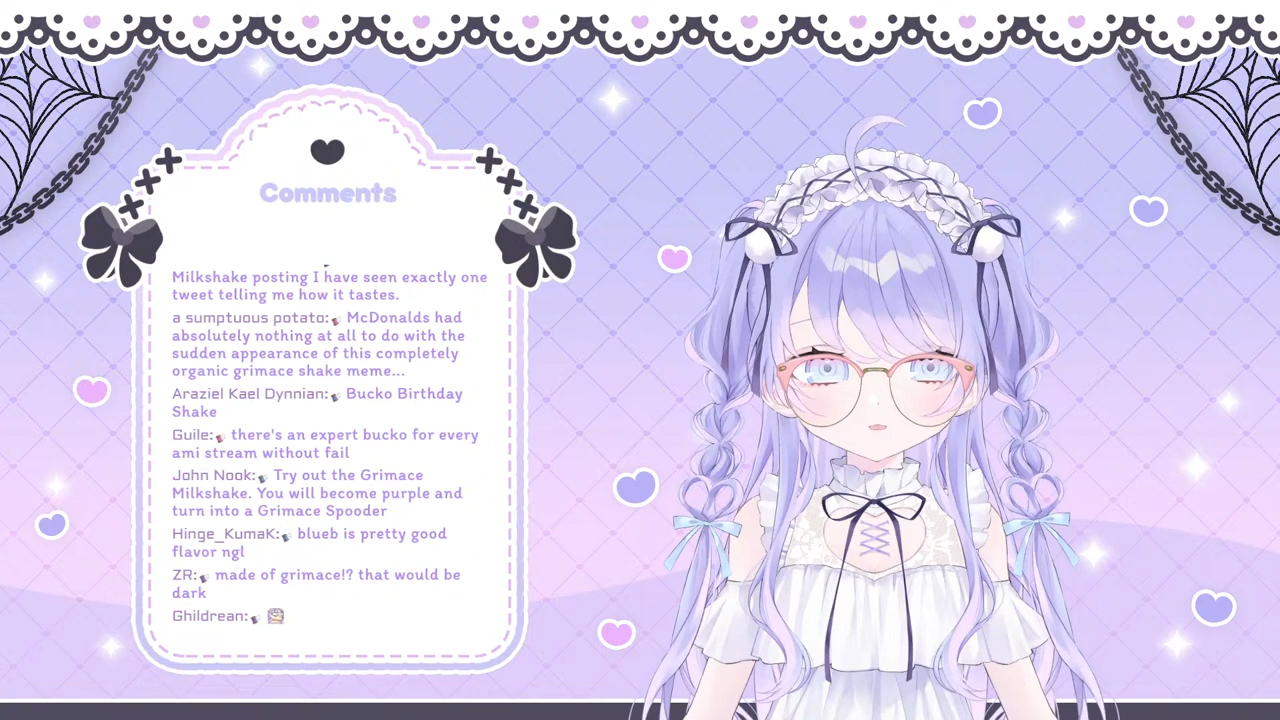 Comments
Milkshake posting I have seen exactly one
tweet telling me how it tastes.
a sumptuous potato: McDonalds had
absolutely nothing at all to do with the
sudden appearance of this completely
organic grimace shake meme...
Araziel Kael Dynnian: Bucko Birthday
Shake
Guile: there's an expert bucko for every
ami stream without fail
John Nook: Try out the Grimace
Milkshake. You will become purple and
turn into a Grimace Spooder
Hinge_KumaK: blueb is pretty good
flavor ngl
ZR: made of grimace!? that would be
dark
Ghildrean: